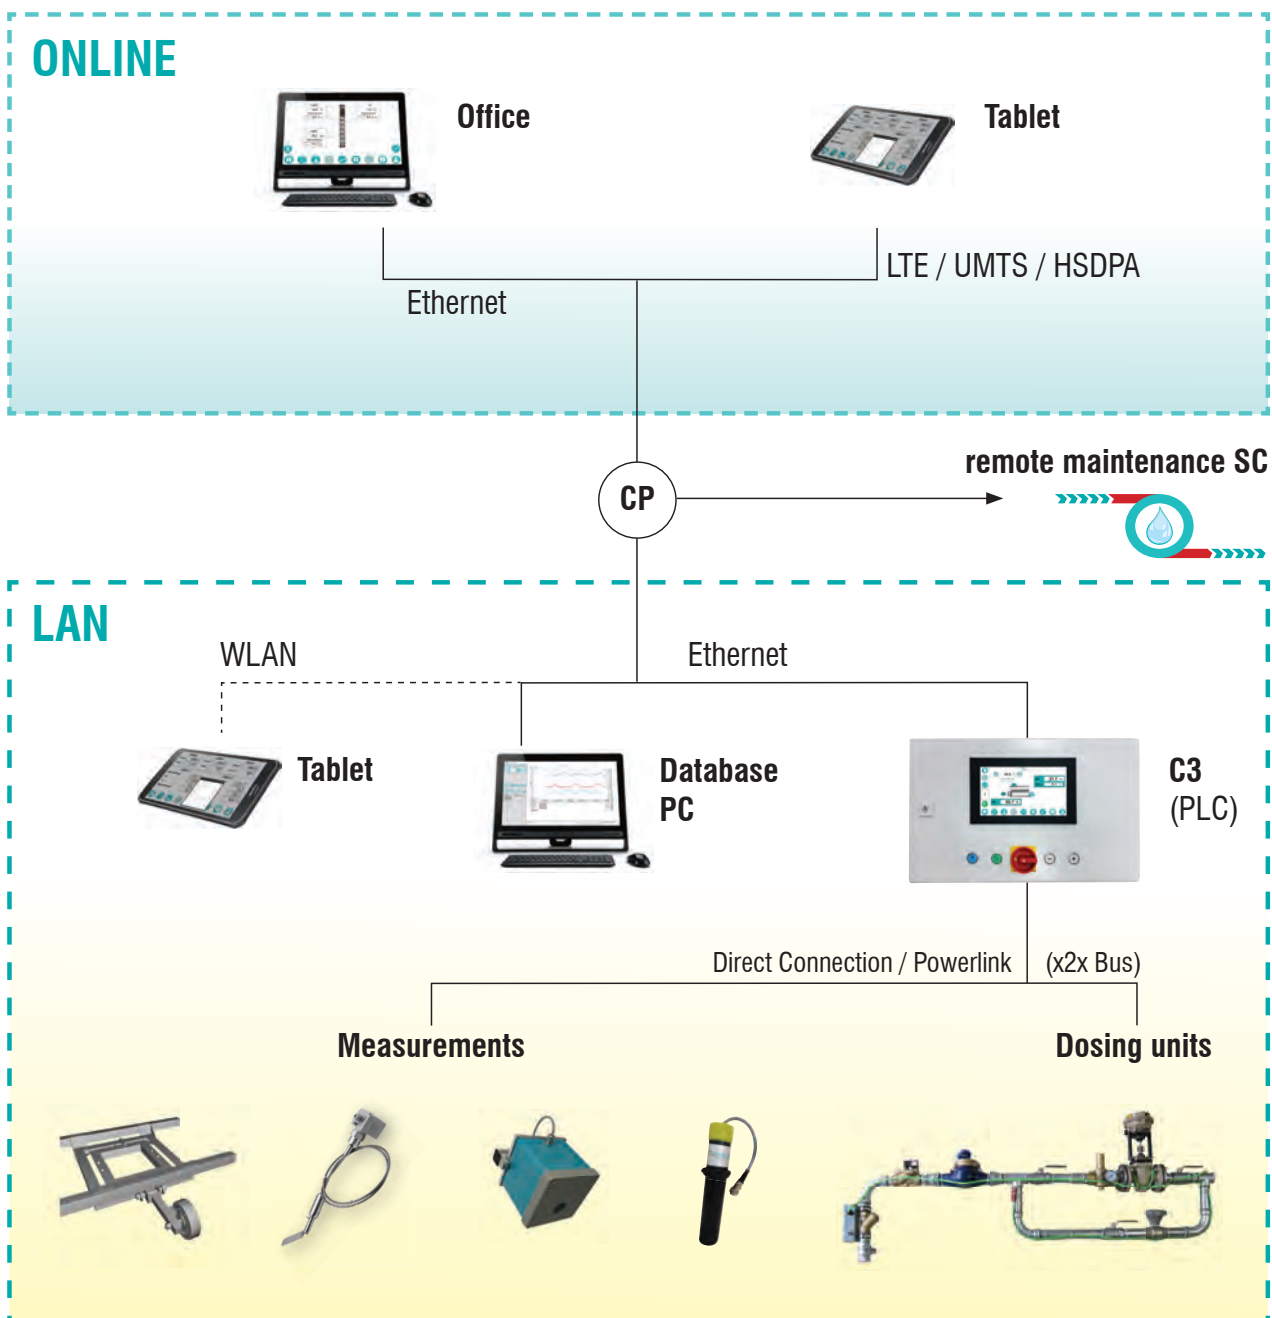 ONLINE
Office
Tablet
LTE / UMTS / HSDPA
Ethernet
remote maintenance SC
CP
LAN
WLAN
Ethernet
Tablet
Database
PC
C3
(PLC)
Direct Connection / Powerlink
(x2x Bus)
Measurements
Dosing units